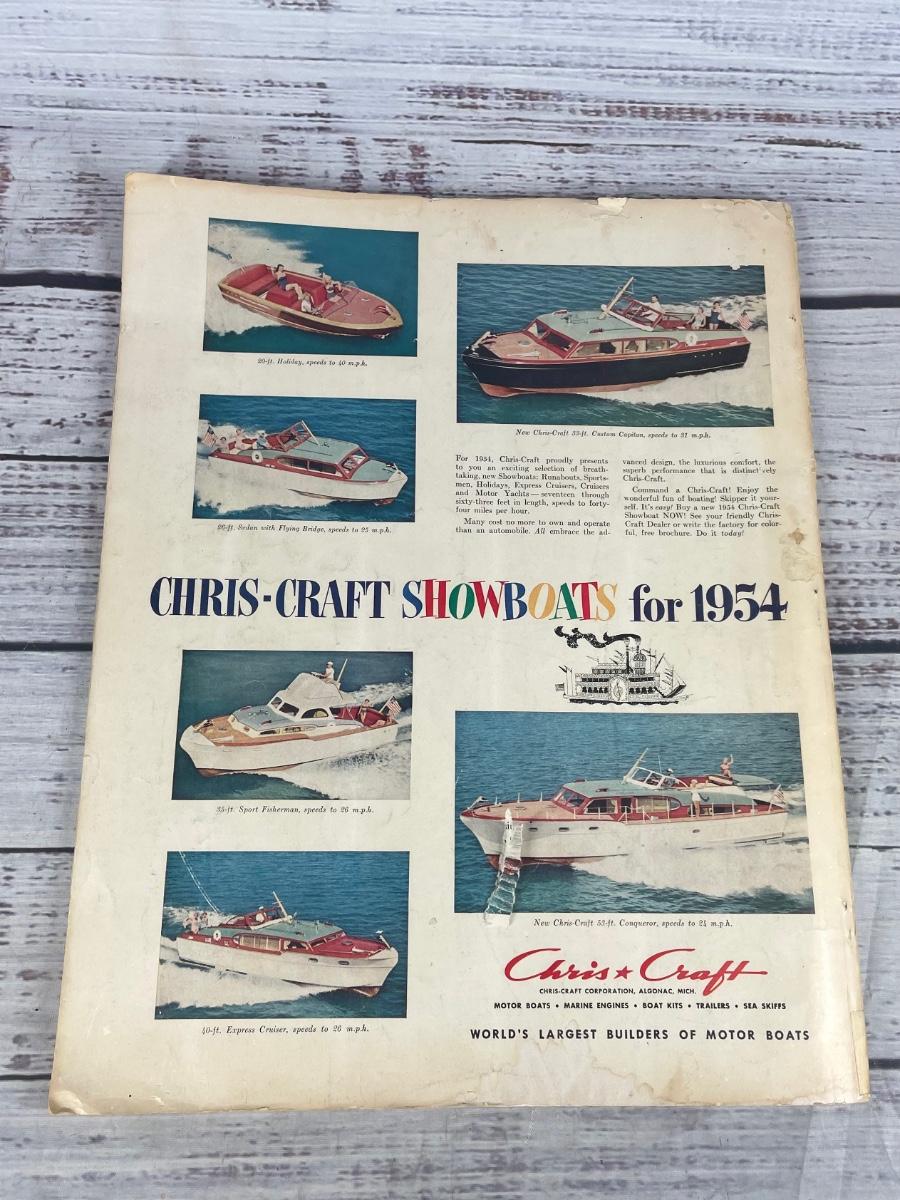 20-ft. Holiday, speeds to 40 m.p.h.
New Chris-Craft 33-ft. Custom Capitan, speeds to 31 m.p.h.
26-ft. Sedan with Flying Bridge, speeds to 25 m.p.h.
For 1954, Chris-Craft proudly presents
to you an exciting selection of breath-
taking, new Showboats: Runabouts, Sports-
men, Holidays, Express Cruisers, Cruisers
and Motor Yachts—seventeen through
sixty-three feet in length, speeds to forty-
four miles per hour.
Many cost no more to own and operate
than an automobile. All embrace the ad-
vanced design, the luxurious comfort, the
superb performance that is distinctively
Chris-Craft.
Command a Chris-Craft! Enjoy the
wonderful fun of boating! Skipper it your-
self. It's easy! Buy a new 1954 Chris-Craft
Showboat NOW! See your friendly Chris-
Craft Dealer or write the factory for color-
ful, free brochure. Do it today!
CHRIS-CRAFT SHOWBOATS for 1954
35-ft. Sport Fisherman, speeds to 26 m.p.h.
New Chris-Craft 53-ft. Conqueror, speeds to 24 m.p.h.
40-ft. Express Cruiser, speeds to 26 m.p.h.
Chris★Craft
CHRIS-CRAFT CORPORATION, ALGONAC, MICH.
MOTOR BOATS • MARINE ENGINES • BOAT KITS • TRAILERS • SEA SKIFFS
WORLD'S LARGEST BUILDERS OF MOTOR BOATS